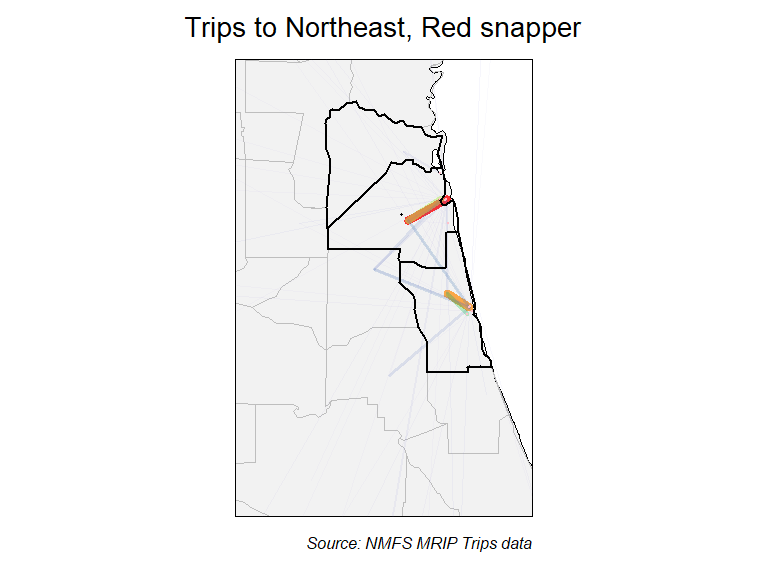 Trips to Northeast, Red snapper
Source: NMFS MRIP Trips data